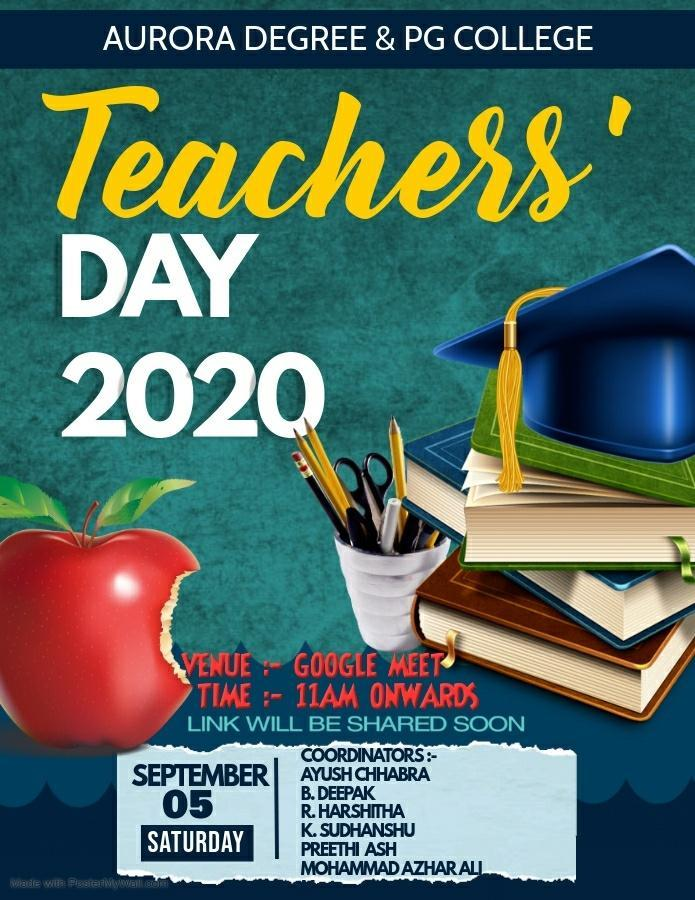 AURORA DEGREE & PG COLLEGE
Teachers'
DAY
2020
VENUE :- GOOGLE MEET
TIME :- 11AM ONWARDS
LINK WILL BE SHARED SOON
SEPTEMBER
05
SATURDAY
COORDINATORS :-
AYUSH CHHABRA
B. DEEPAK
R. HARSHITHA
K. SUDHANSHU
PREETHI ASH
MOHAMMAD AZHAR ALI
Made with PosterMyWall.com